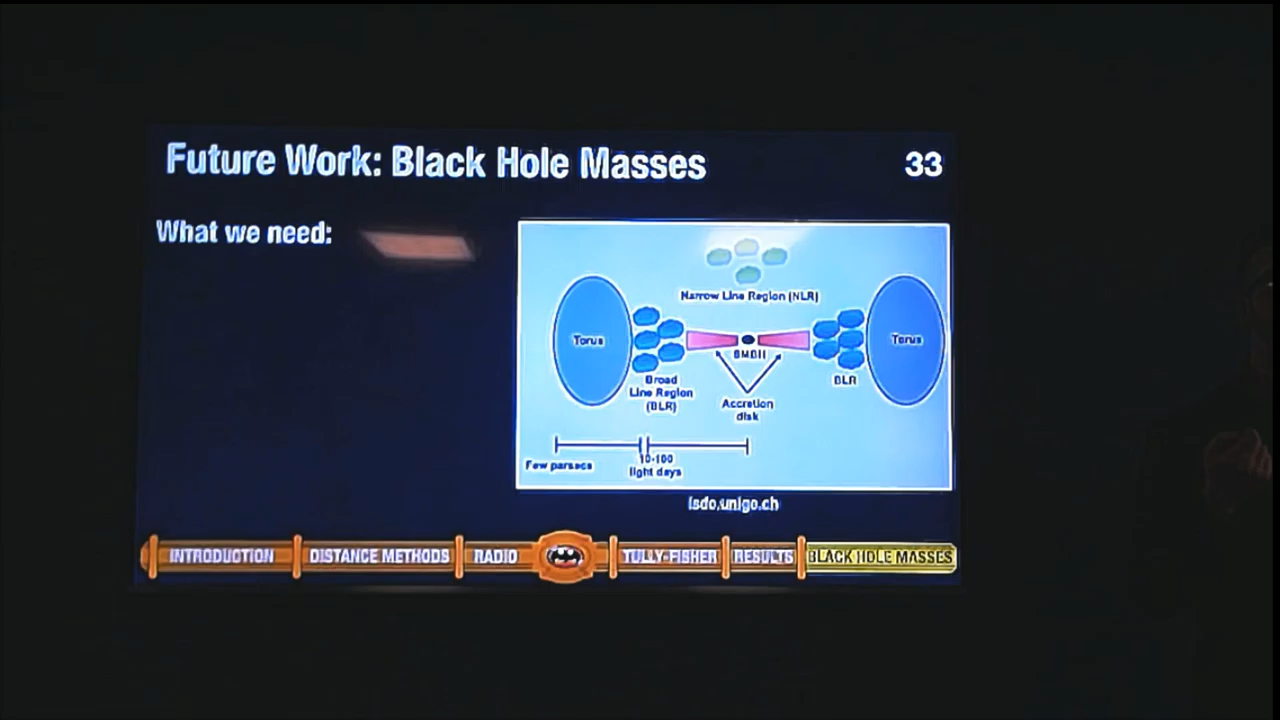 Future Work: Black Hole Masses
33
What we need:
Narrow Line Region (NLR)
Torus
Torus
SMBH
Broad
Line Region
(BLR)
BLR
Accretion
disk
Few parsecs
10-100
light days
isdc.unige.ch
INTRODUCTION
DISTANCE METHODS
RADIO
TULLY-FISHER
RESULTS
BLACK HOLE MASSES